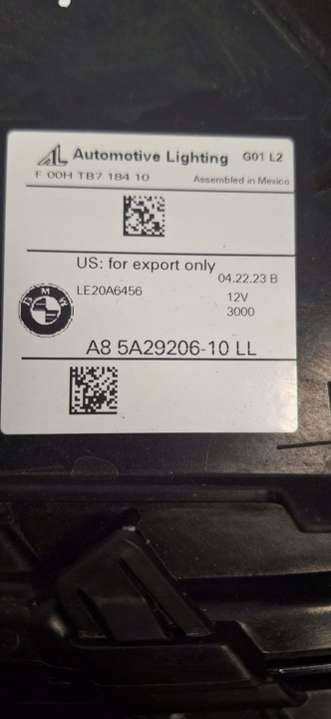 AL Automotive Lighting G01 L2
F 00H TB7 184 10 Assembled in Mexico
US: for export only
04.22.23 B
LE20A6456
12V
BMW
3000
A8 5A29206-10 LL